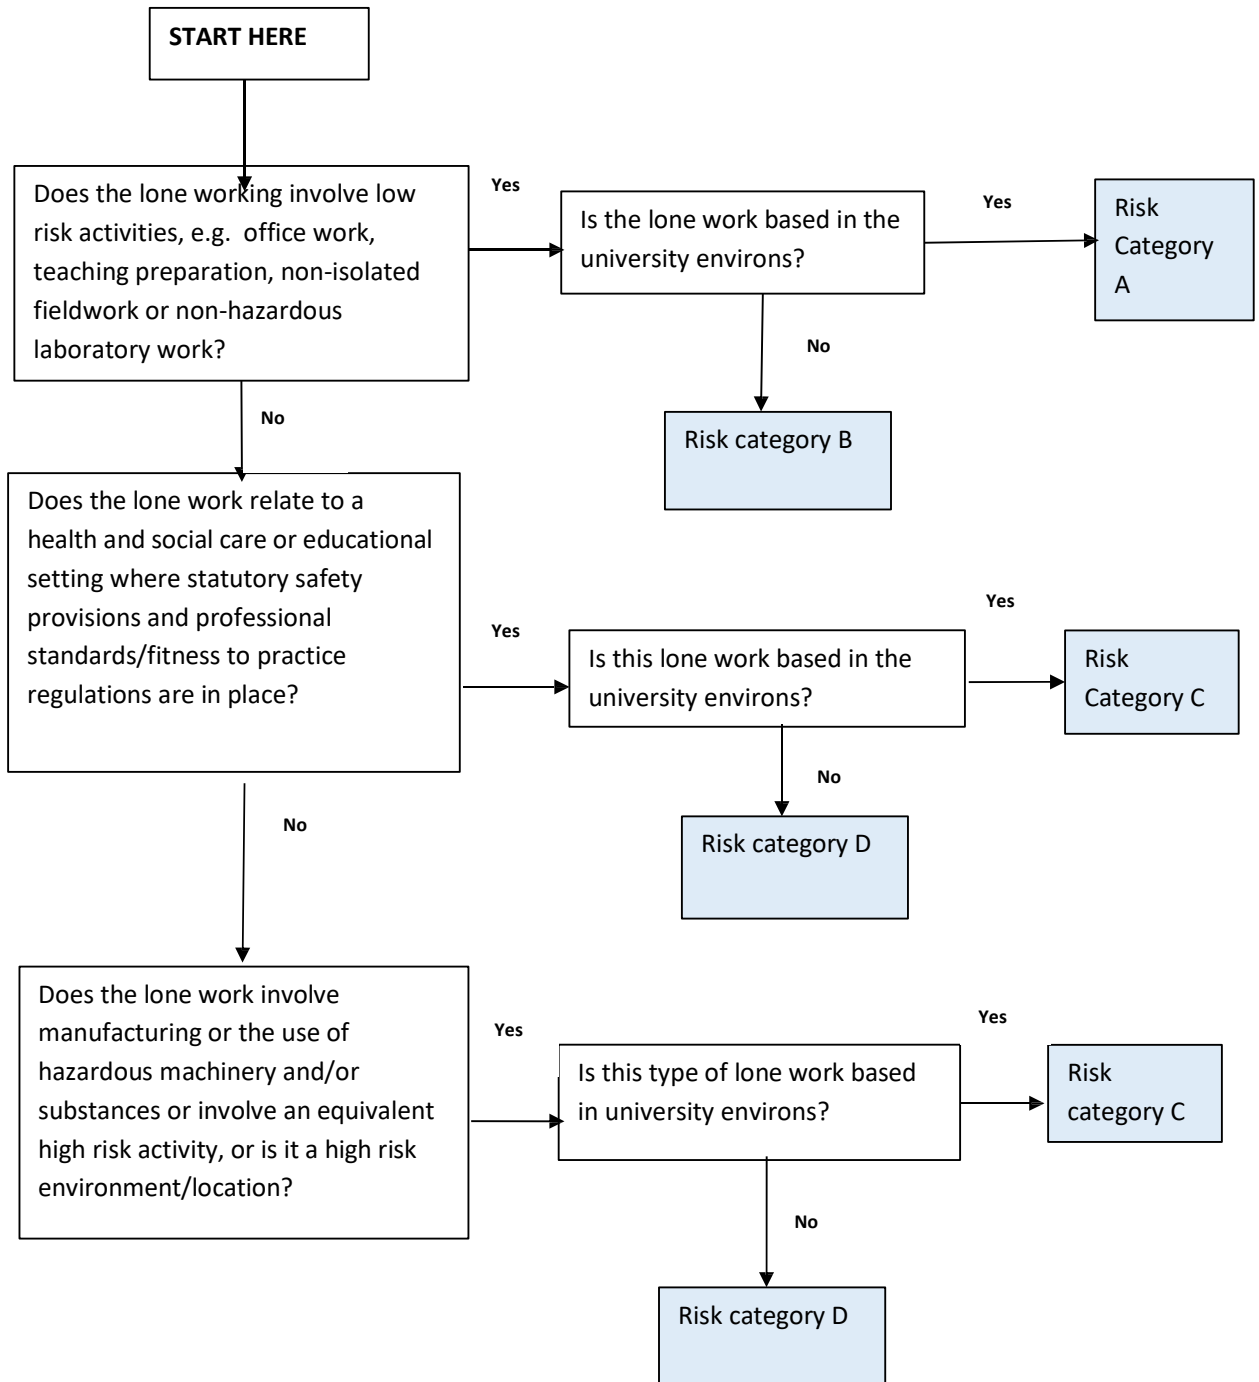 START HERE
Does the lone working involve low
risk activities, e.g. office work,
teaching preparation, non-isolated
fieldwork or non-hazardous
laboratory work?
Yes
Is the lone work based in the
university environs?
Yes
Risk
Category
A
No
Risk category B
No
Does the lone work relate to a
health and social care or educational
setting where statutory safety
provisions and professional
standards/fitness to practice
regulations are in place?
Yes
Is this lone work based in the
university environs?
Yes
Risk
Category C
No
Risk category D
No
Does the lone work involve
manufacturing or the use of
hazardous machinery and/or
substances or involve an equivalent
high risk activity, or is it a high risk
environment/location?
Yes
Is this type of lone work based
in university environs?
Yes
Risk
category C
No
Risk category D